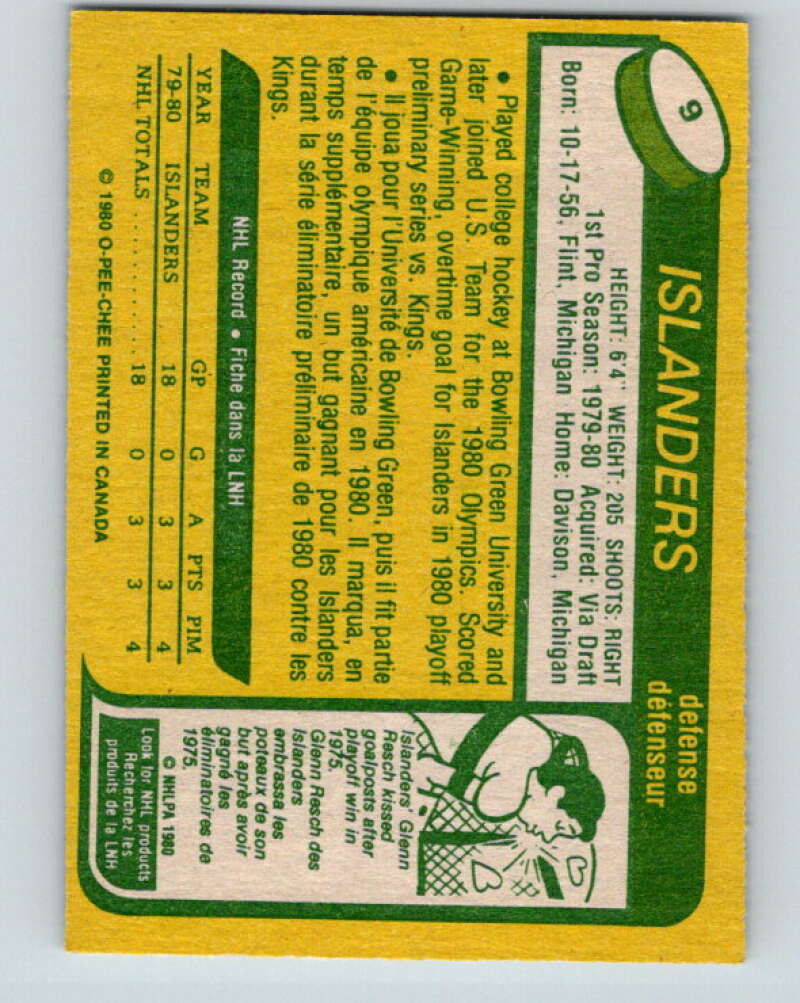 9
ISLANDERS
defense
défenseur
HEIGHT: 6'4" WEIGHT: 205 SHOOTS: RIGHT
1st Pro Season: 1979-80 Acquired: Via Draft
Born: 10-17-56, Flint, Michigan Home: Davison, Michigan
• Played college hockey at Bowling Green University and
later joined U.S. Team for the 1980 Olympics. Scored
Game-Winning, overtime goal for Islanders in 1980 playoff
preliminary series vs. Kings.
• Il joua pour l'Université de Bowling Green, puis il fit partie
de l'équipe olympique américaine en 1980. Il marqua, en
temps supplémentaire, un but gagnant pour les Islanders
durant la série éliminatoire préliminaire de 1980 contre les
Kings.
NHL Record • Fiche dans la LNH
YEAR TEAM GP G A PTS PIM
79-80 ISLANDERS 18 0 3 3 4
NHL TOTALS . . . . . . . . . . 18 0 3 3 4
© 1980 O-PEE-CHEE PRINTED IN CANADA
Islanders' Glenn
Resch kissed
goalposts after
playoff win in
1975.
Glenn Resch des
Islanders
embrassa les
poteaux de son
but après avoir
gagné les
éliminatoires de
1975.
© NHLPA 1980
Look for NHL products
Recherchez les
produits de la LNH